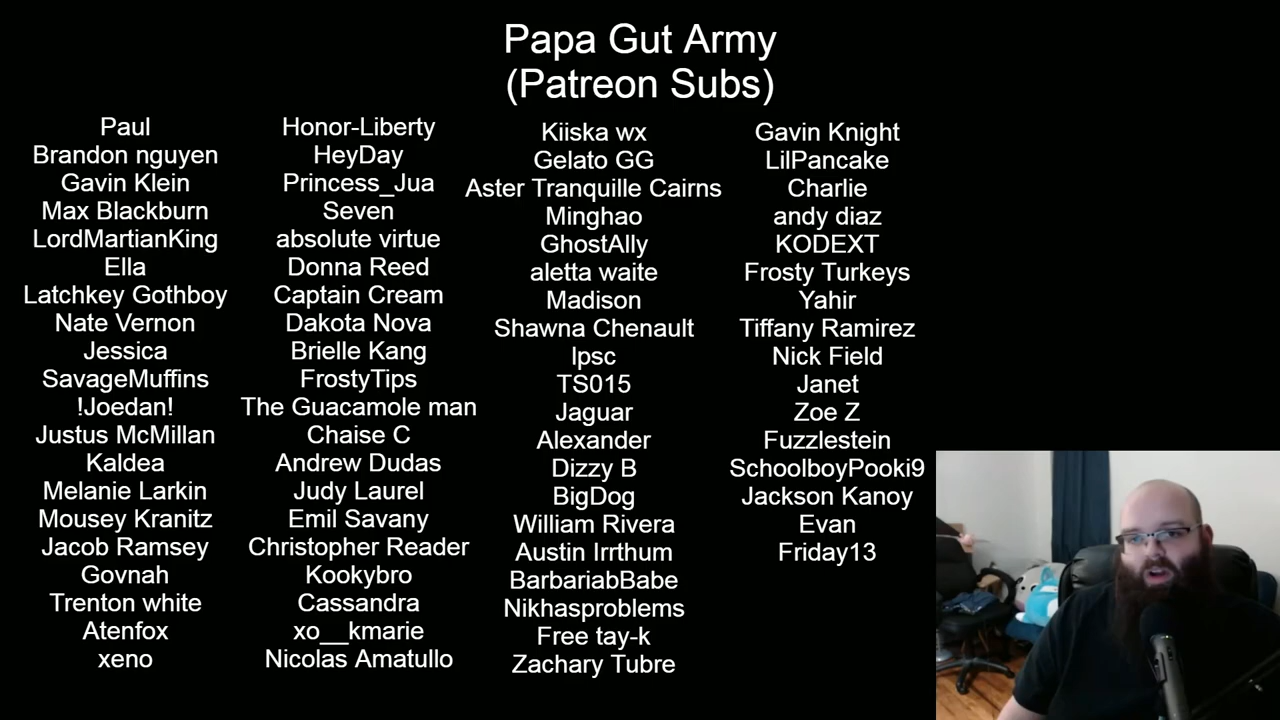 Papa Gut Army
(Patreon Subs)
Paul
Brandon nguyen
Gavin Klein
Max Blackburn
LordMartianKing
Ella
Latchkey Gothboy
Nate Vernon
Jessica
SavageMuffins
!Joedan!
Justus McMillan
Kaldea
Melanie Larkin
Mousey Kranitz
Jacob Ramsey
Govnah
Trenton white
Atenfox
xeno
Honor-Liberty
HeyDay
Princess_Jua
Seven
absolute virtue
Donna Reed
Captain Cream
Dakota Nova
Brielle Kang
FrostyTips
The Guacamole man
Chaise C
Andrew Dudas
Judy Laurel
Emil Savany
Christopher Reader
Kookybro
Cassandra
xo__kmarie
Nicolas Amatullo
Kiiska wx
Gelato GG
Aster Tranquille Cairns
Minghao
GhostAlly
aletta waite
Madison
Shawna Chenault
Ipsc
TS015
Jaguar
Alexander
Dizzy B
BigDog
William Rivera
Austin Irrthum
BarbariabBabe
Nikhasproblems
Free tay-k
Zachary Tubre
Gavin Knight
LilPancake
Charlie
andy diaz
KODEXT
Frosty Turkeys
Yahir
Tiffany Ramirez
Nick Field
Janet
Zoe Z
Fuzzlestein
SchoolboyPooki9
Jackson Kanoy
Evan
Friday13